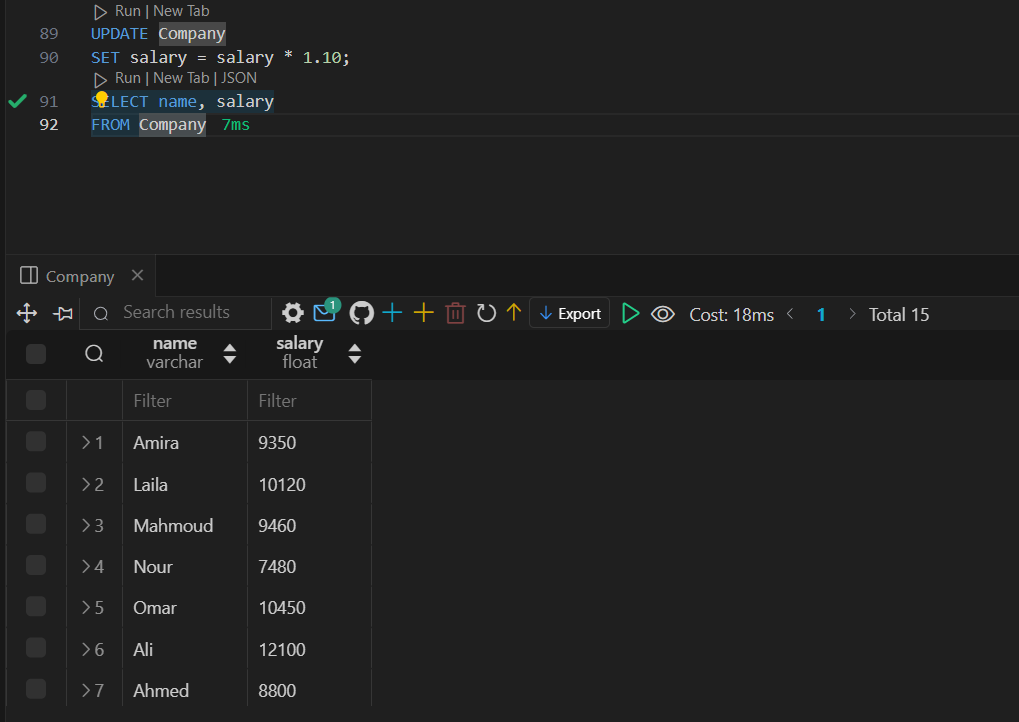 Run | New Tab
89 UPDATE Company
90 SET salary = salary * 1.10;
Run | New Tab | JSON
91 SELECT name, salary
92 FROM Company 7ms
Company
Search results 1 Export Cost: 18ms 1 Total 15
name salary
varchar float
Filter Filter
1 Amira 9350
2 Laila 10120
3 Mahmoud 9460
4 Nour 7480
5 Omar 10450
6 Ali 12100
7 Ahmed 8800